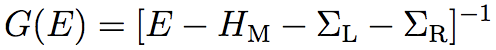 G(E) = [E − H_M − Σ_L − Σ_R]^{−1}